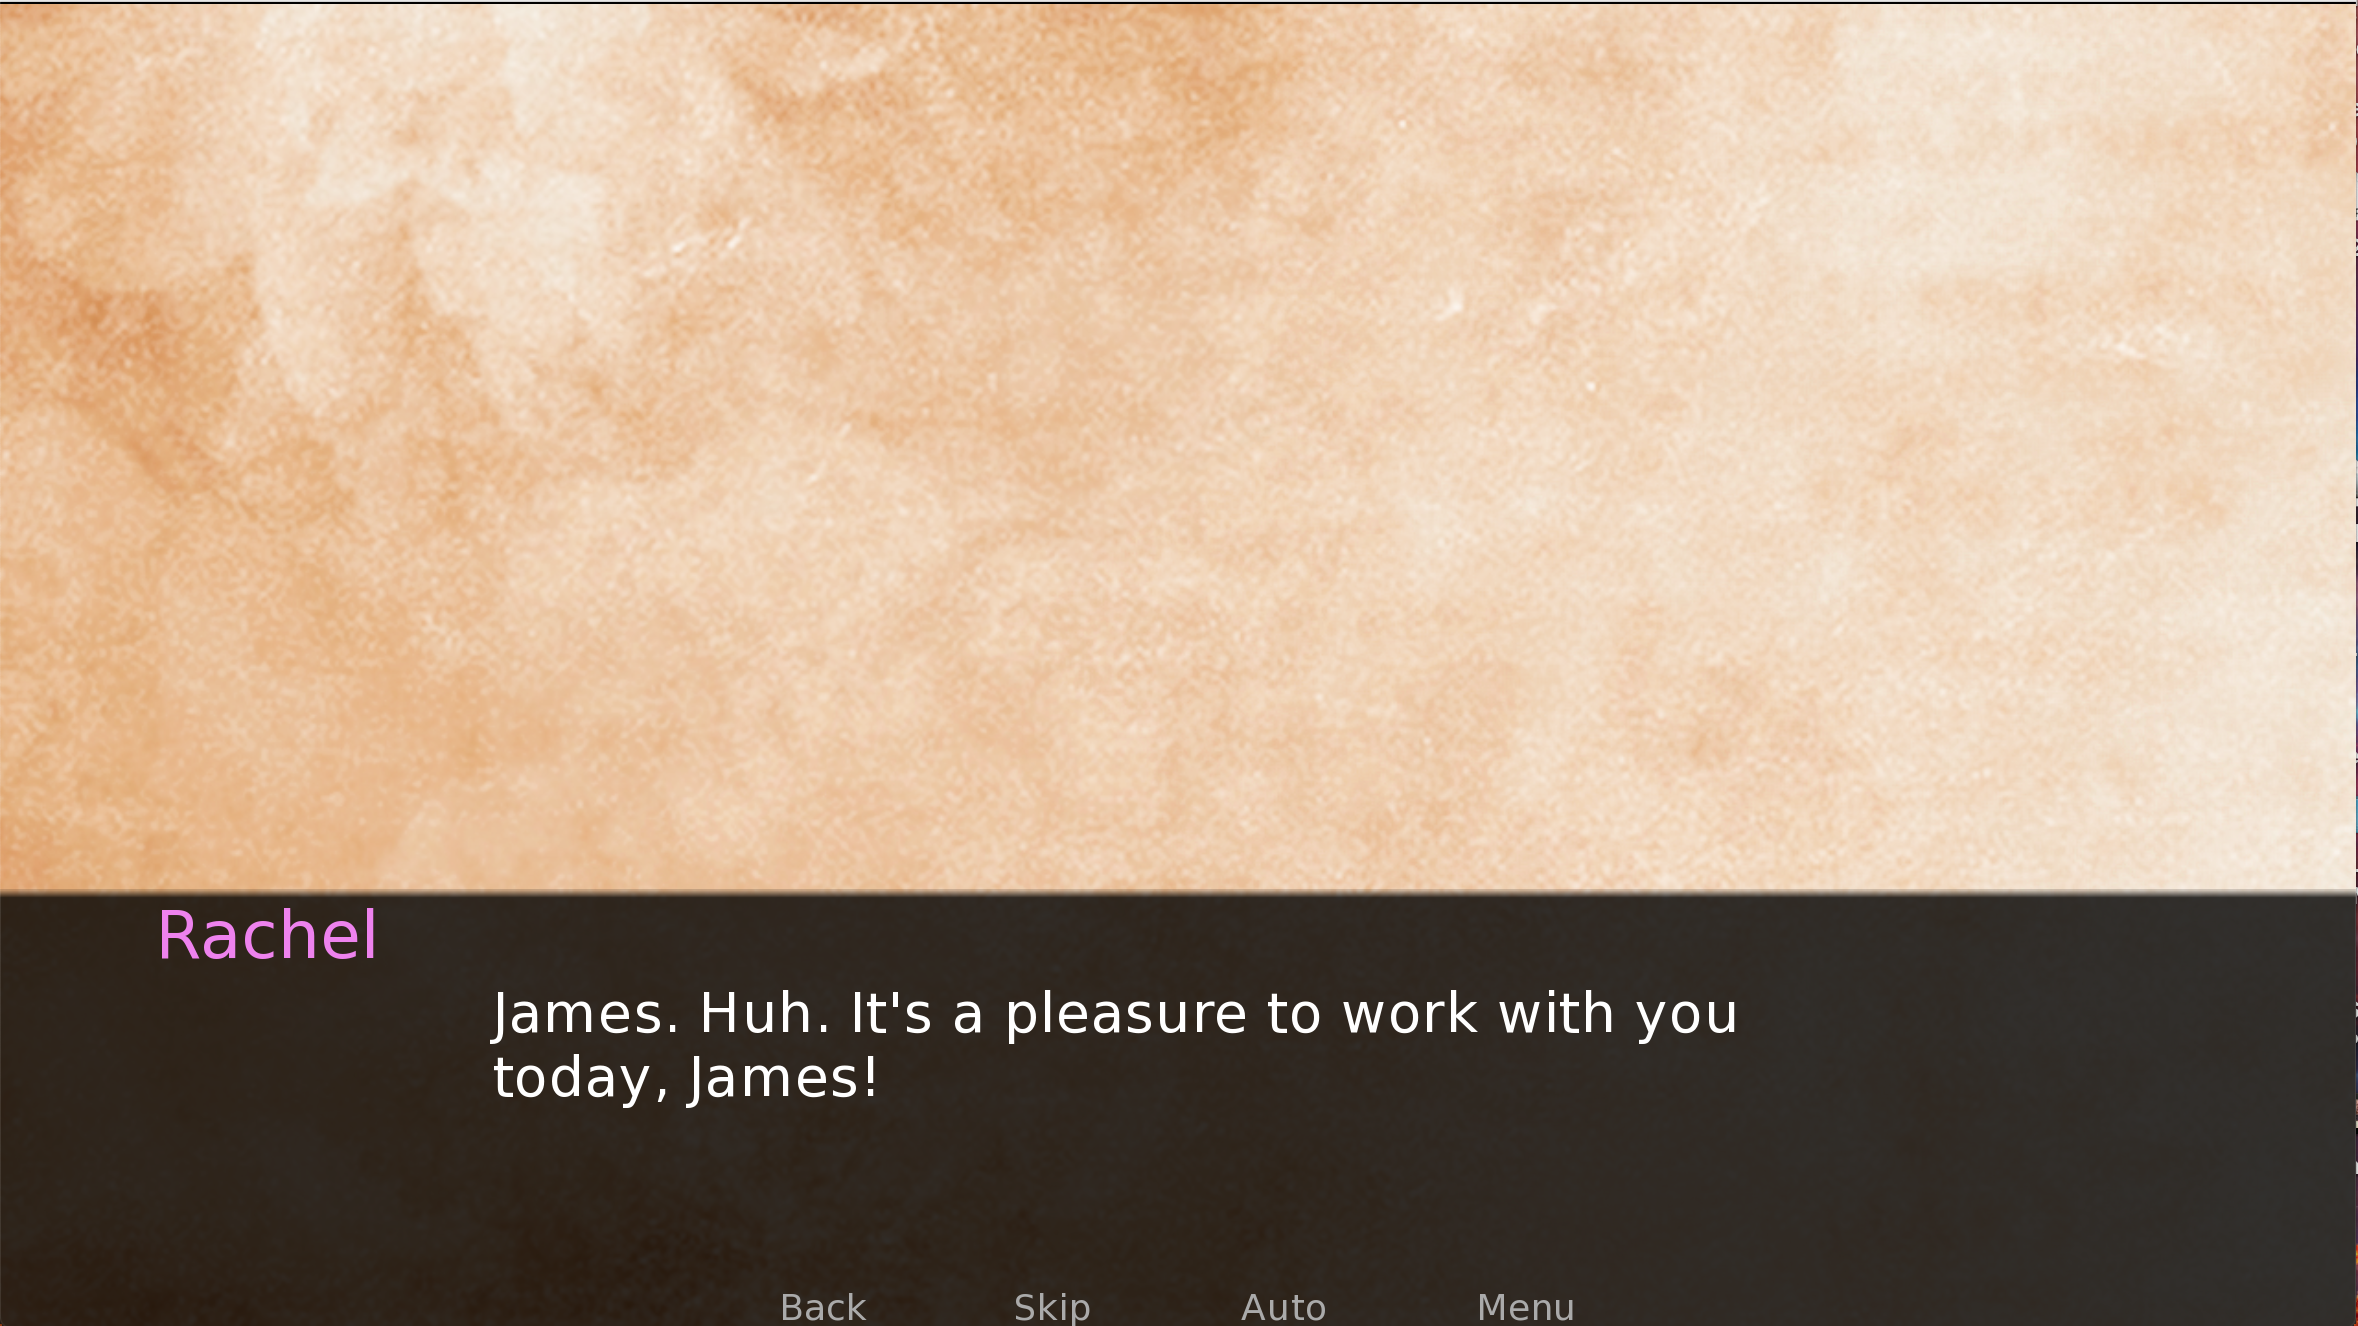 Rachel
James. Huh. It's a pleasure to work with you
today, James!
Back Skip Auto Menu